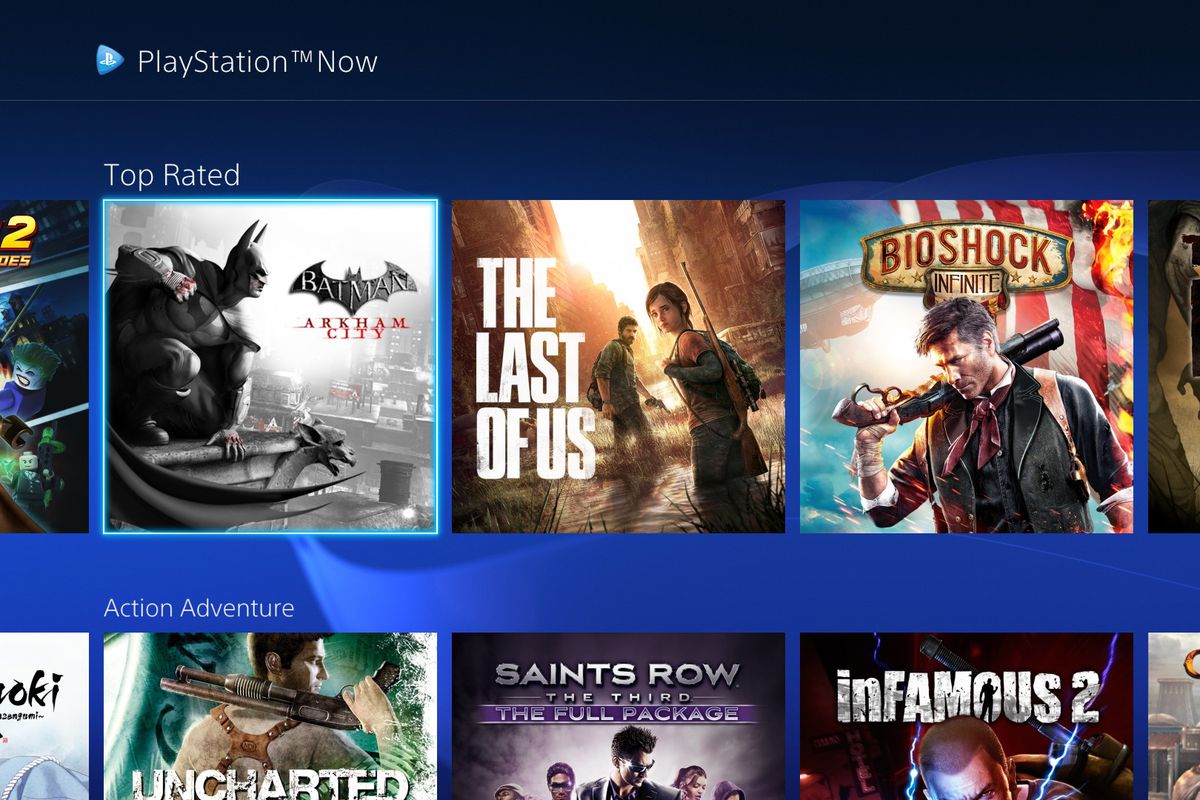 PlayStation™Now
Top Rated
2
BATMAN
ARKHAM
CITY
THE
LAST
OF US
BIOSHOCK
INFINITE
Action Adventure
UNCHARTED
SAINTS ROW
THE THIRD
THE FULL PACKAGE
inFAMOUS 2